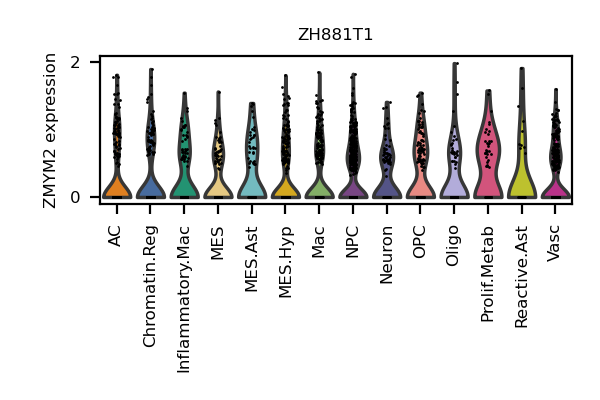 ZH881T1
ZMYM2 expression
2
0
AC
Chromatin.Reg
Inflammatory.Mac
MES
MES.Ast
MES.Hyp
Mac
NPC
Neuron
OPC
Oligo
Prolif.Metab
Reactive.Ast
Vasc